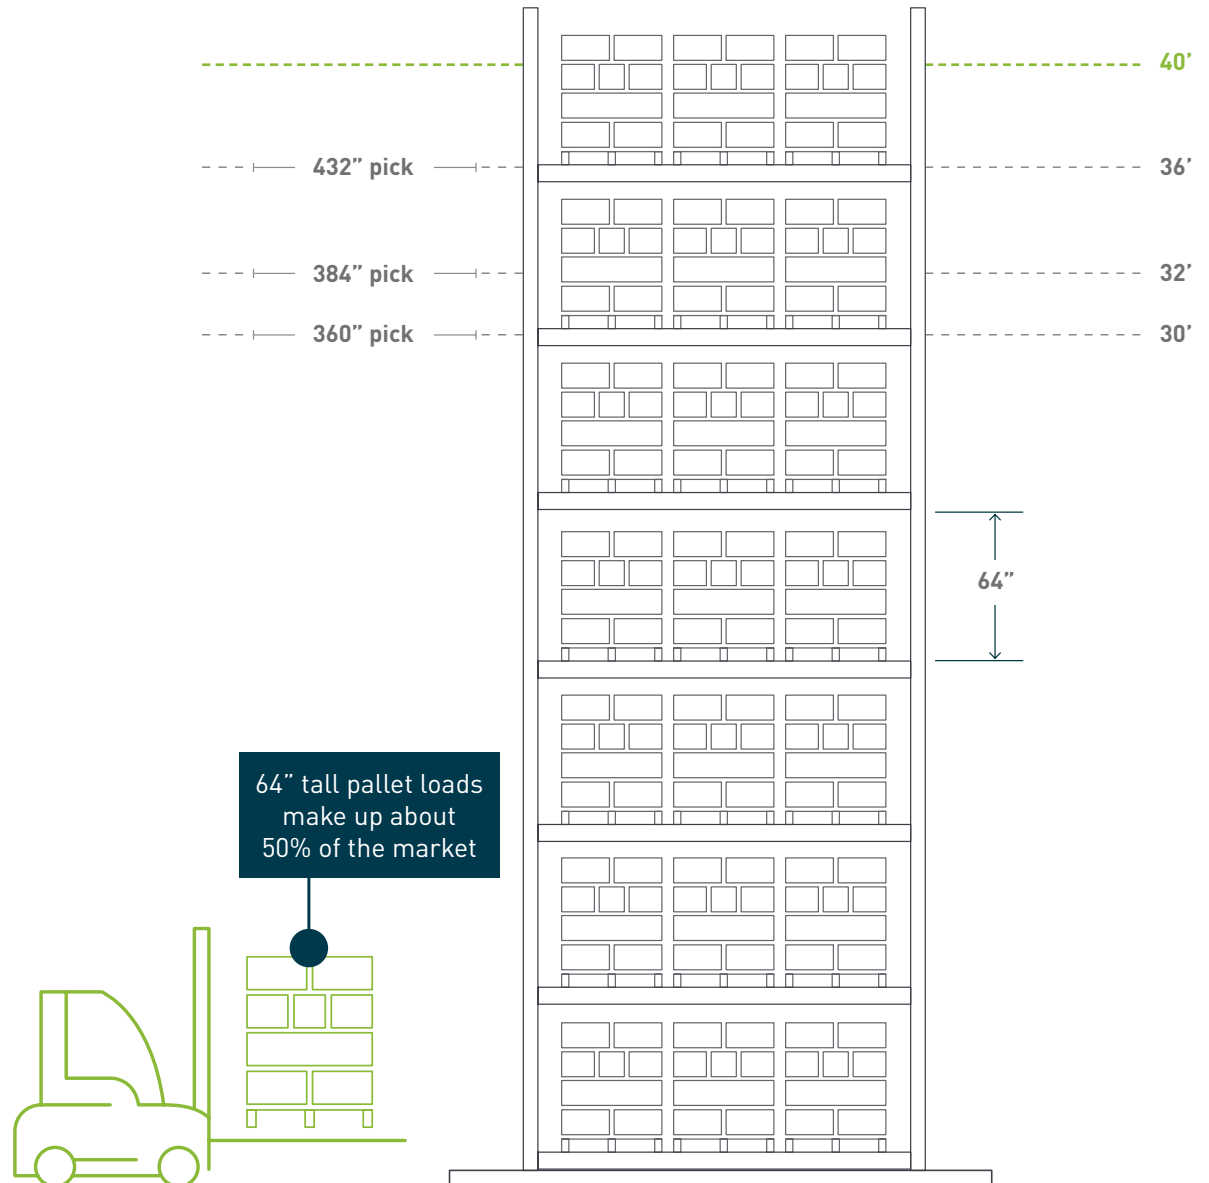 40’
432” pick
36’
384” pick
32’
360” pick
30’
64”
64” tall pallet loads
make up about
50% of the market